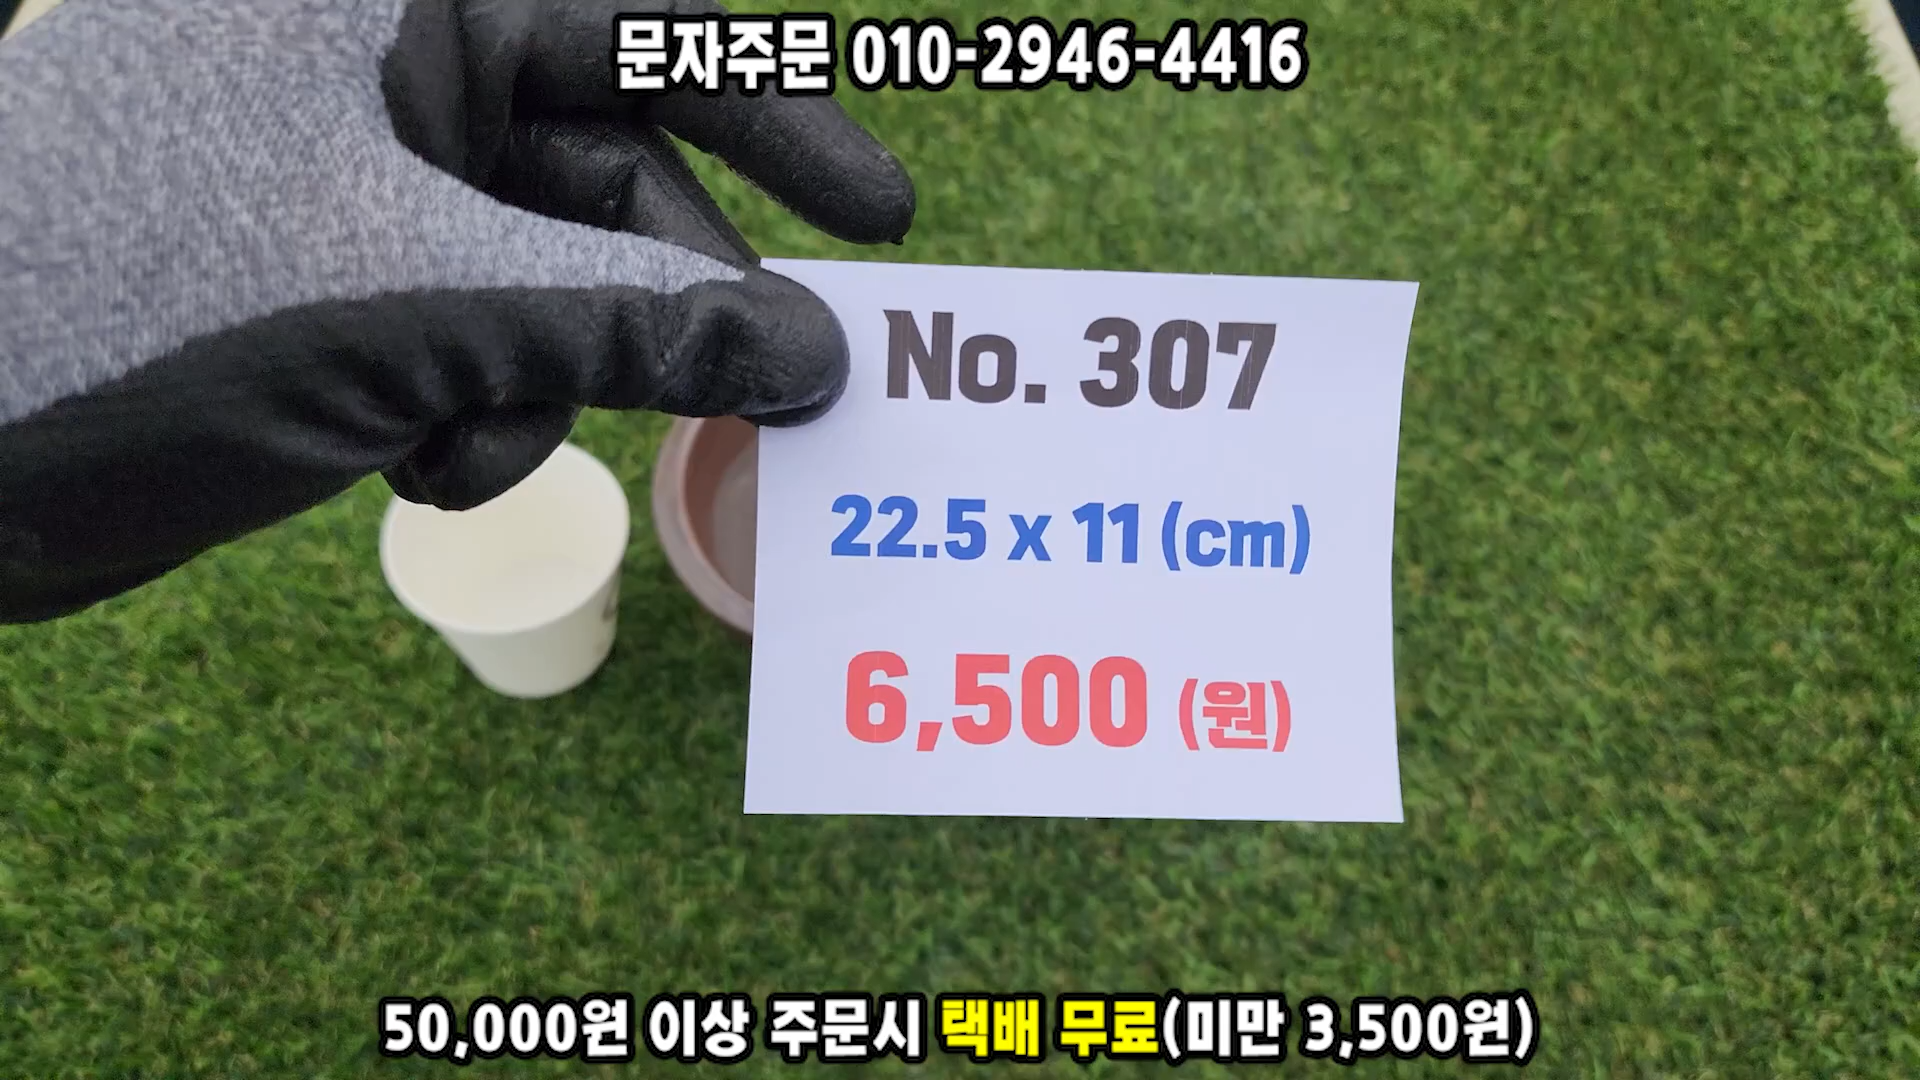 문자주문 010-2946-4416
No. 307
22.5 x 11 (cm)
6,500 (원)
50,000원 이상 주문시 택배 무료(미만 3,500원)